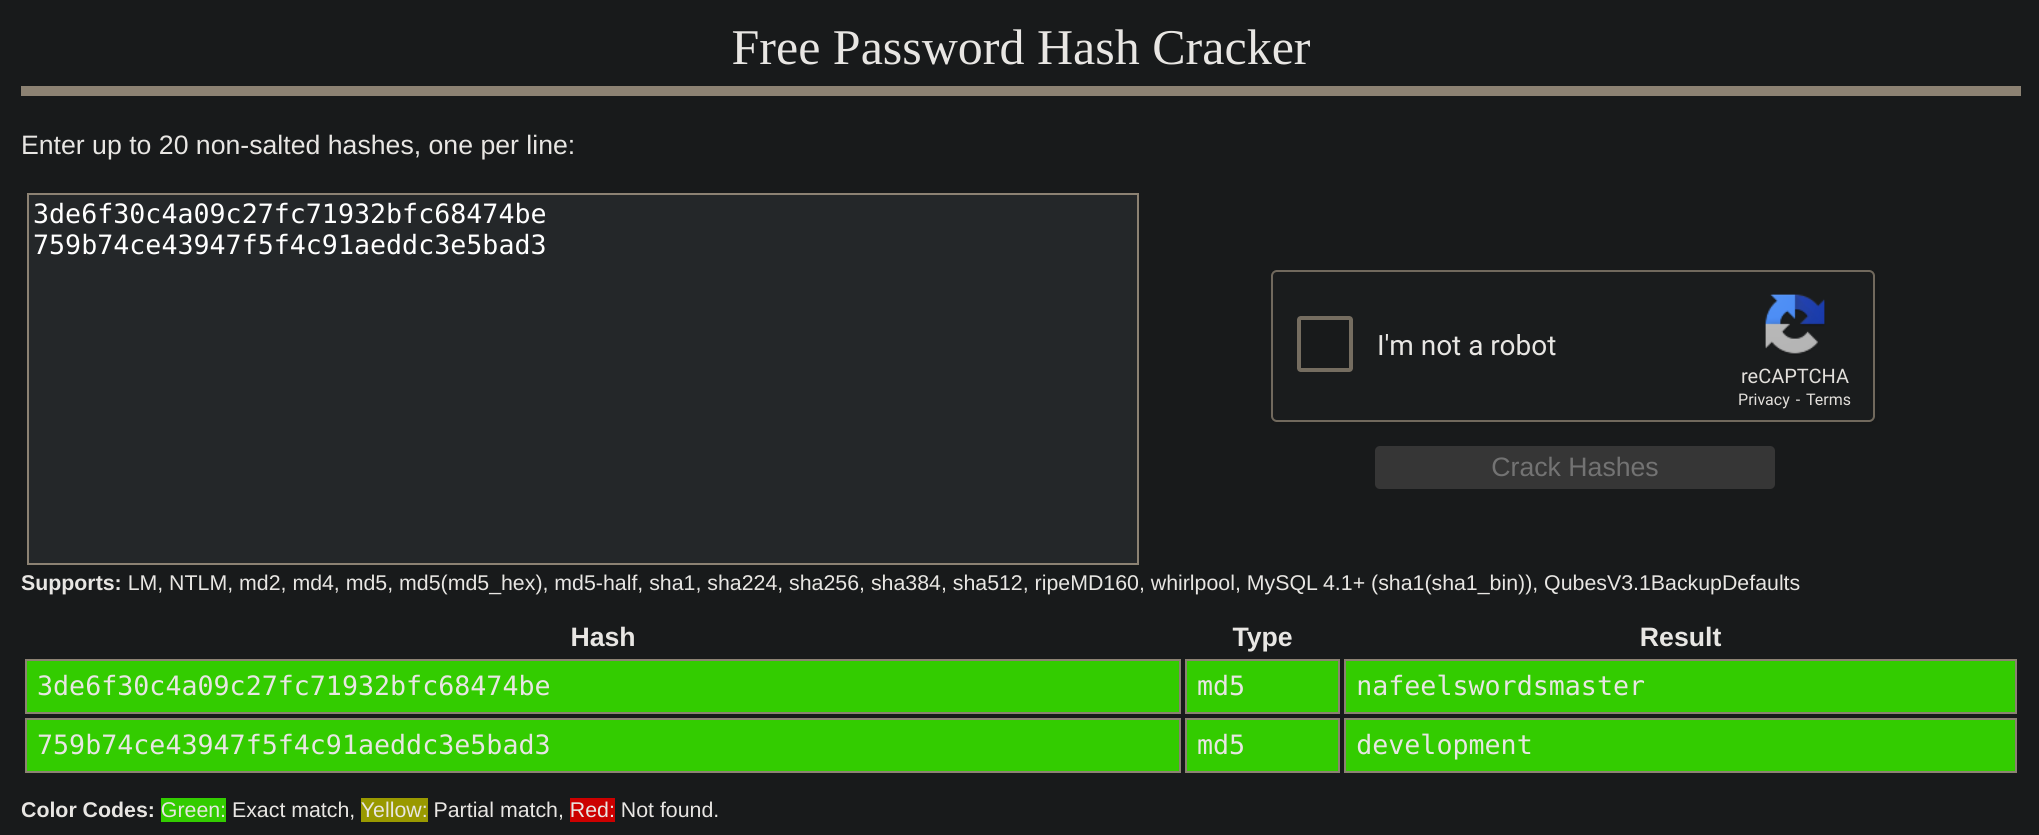 Free Password Hash Cracker
Enter up to 20 non-salted hashes, one per line:
3de6f30c4a09c27fc71932bfc68474be
759b74ce43947f5f4c91aeddc3e5bad3
I'm not a robot
reCAPTCHA
Privacy - Terms
Crack Hashes
Supports: LM, NTLM, md2, md4, md5, md5(md5_hex), md5-half, sha1, sha224, sha256, sha384, sha512, ripeMD160, whirlpool, MySQL 4.1+ (sha1(sha1_bin)), QubesV3.1BackupDefaults
Hash Type Result
3de6f30c4a09c27fc71932bfc68474be md5 nafeelswordsmaster
759b74ce43947f5f4c91aeddc3e5bad3 md5 development
Color Codes: Green: Exact match, Yellow: Partial match, Red: Not found.